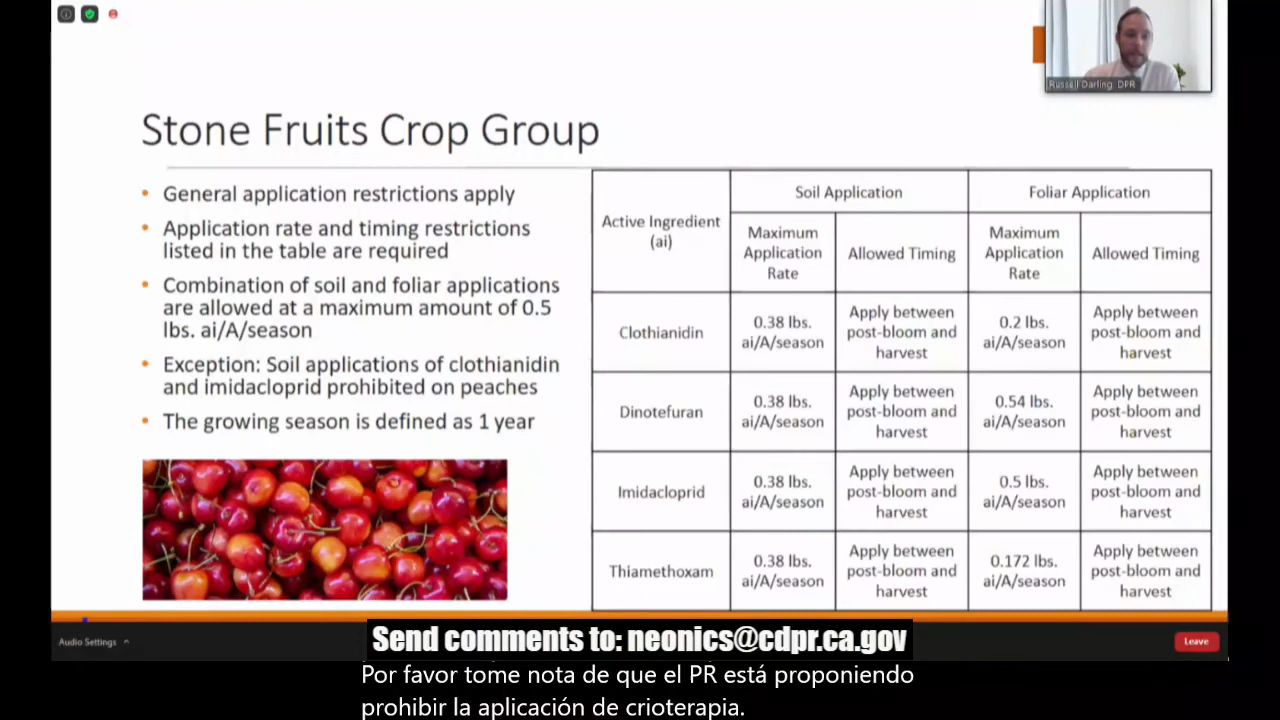 Russell Darling, DPR
Stone Fruits Crop Group
• General application restrictions apply
• Application rate and timing restrictions
listed in the table are required
• Combination of soil and foliar applications
are allowed at a maximum amount of 0.5
lbs. ai/A/season
• Exception: Soil applications of clothianidin
and imidacloprid prohibited on peaches
• The growing season is defined as 1 year
Active Ingredient
(ai)
Soil Application
Foliar Application
Maximum
Application
Rate
Allowed Timing
Maximum
Application
Rate
Allowed Timing
Clothianidin
0.38 lbs.
ai/A/season
Apply between
post-bloom and
harvest
0.2 lbs.
ai/A/season
Apply between
post-bloom and
harvest
Dinotefuran
0.38 lbs.
ai/A/season
Apply between
post-bloom and
harvest
0.54 lbs.
ai/A/season
Apply between
post-bloom and
harvest
Imidacloprid
0.38 lbs.
ai/A/season
Apply between
post-bloom and
harvest
0.5 lbs.
ai/A/season
Apply between
post-bloom and
harvest
Thiamethoxam
0.38 lbs.
ai/A/season
Apply between
post-bloom and
harvest
0.172 lbs.
ai/A/season
Apply between
post-bloom and
harvest
Audio Settings
Send comments to: neonics@cdpr.ca.gov
Leave
Por favor tome nota de que el PR está proponiendo
prohibir la aplicación de crioterapia.